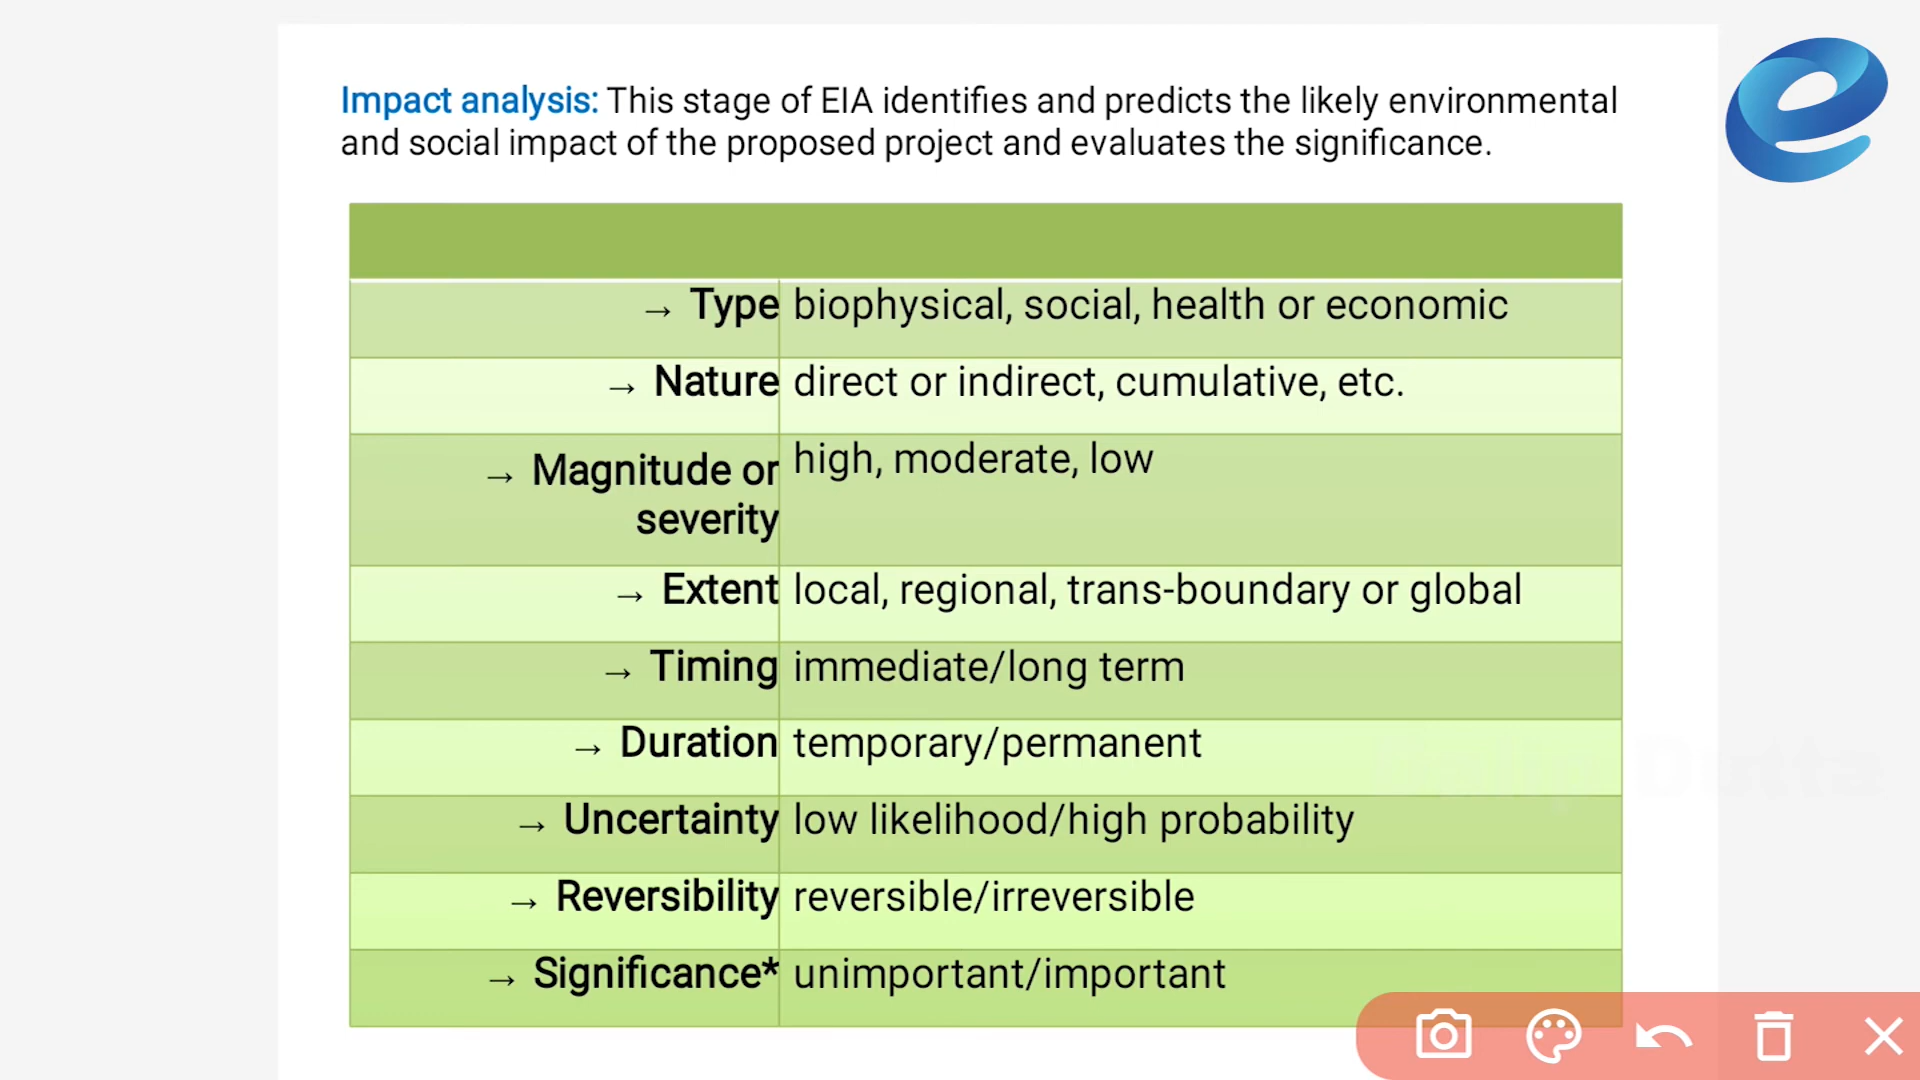 Impact analysis: This stage of EIA identifies and predicts the likely environmental
and social impact of the proposed project and evaluates the significance.
→ Type biophysical, social, health or economic
→ Nature direct or indirect, cumulative, etc.
→ Magnitude or high, moderate, low
severity
→ Extent local, regional, trans-boundary or global
→ Timing immediate/long term
→ Duration temporary/permanent
→ Uncertainty low likelihood/high probability
→ Reversibility reversible/irreversible
→ Significance* unimportant/important